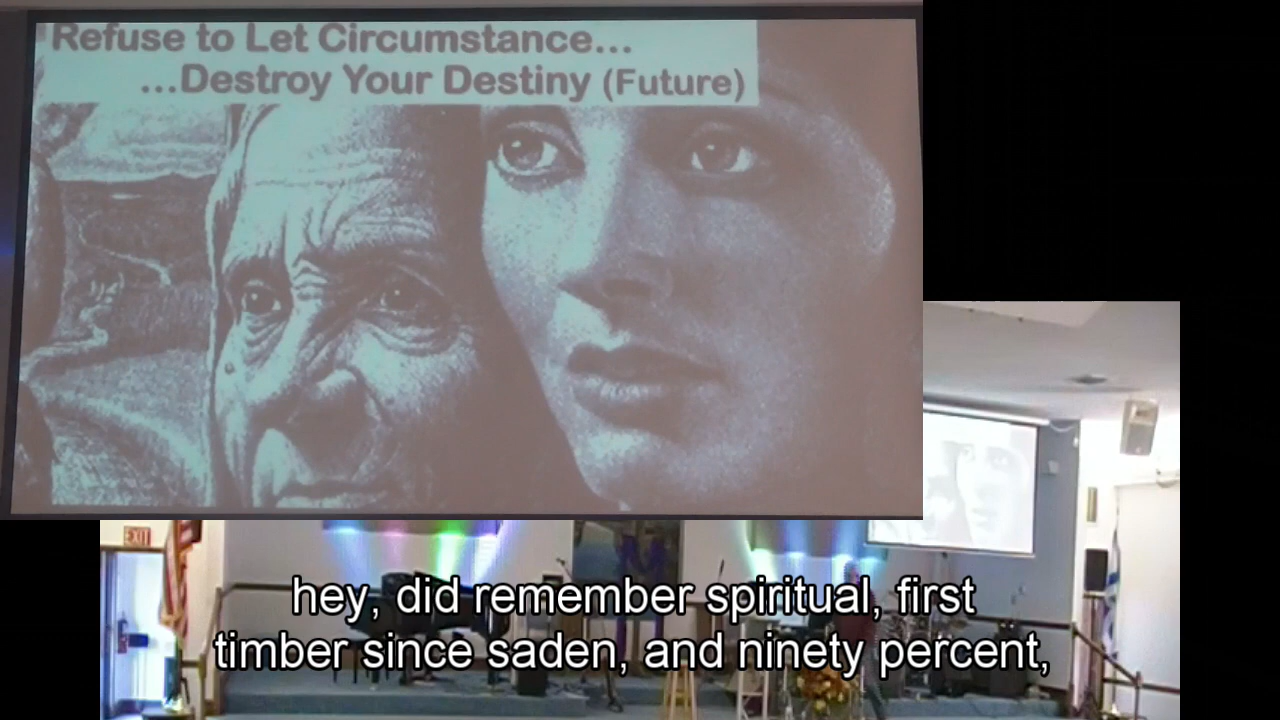 Refuse to Let Circumstance...
...Destroy Your Destiny (Future)
EXIT
hey, did remember spiritual, first
timber since saden, and ninety percent,